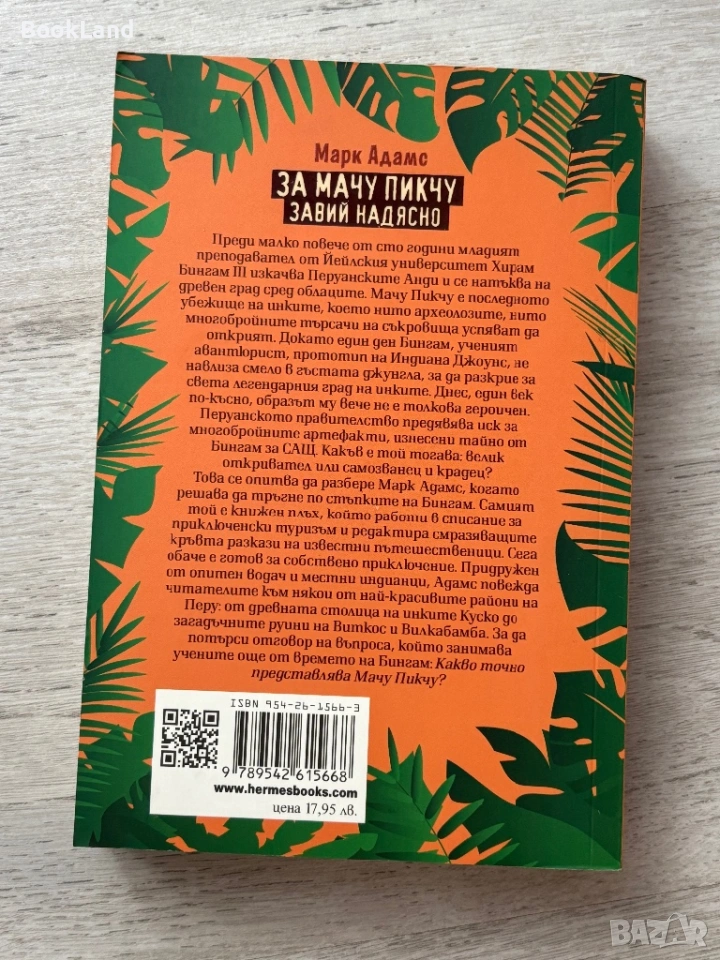 BookLand
Марк Адамс
ЗА МАЧУ ПИКЧУ
ЗАВИЙ НАДЯСНО
Преди малко повече от сто години младият
преподавател от Йейлския университет Хирам
Бингам III изкачва Перуанските Анди и се натъква на
древен град сред облаците. Мачу Пикчу е последното
убежище на инките, което нито археолозите, нито
многобройните търсачи на съкровища успяват да
открият. Докато един ден Бингам, ученият
авантюрист, прототип на Индиана Джоунс, не
навлиза смело в гъстата джунгла, за да разкрие за
света легендарния град на инките. Днес, един век
по-късно, образът му вече не е толкова героичен.
Перуанското правителство предявява иск за
многобройните артефакти, изнесени тайно от
Бингам за САЩ. Какъв е той тогава: велик
откривател или самозванец и крадец?
Това се опитва да разбере Марк Адамс, когато
решава да тръгне по стъпките на Бингам. Самият
той е книжен плъх, който работи в списание за
приключенски туризъм и редактира смразяващите
кръвта разкази на известни пътешественици. Сега
обаче е готов за собствено приключение. Придружен
от опитен водач и местни индианци, Адамс повежда
читателите към някои от най-красивите райони на
Перу: от древната столица на инките Куско до
загадъчните руини на Виткос и Вилкабамба. За да
потърси отговор на въпроса, който занимава
учените още от времето на Бингам: Какво точно
представлява Мачу Пикчу?
ISBN 954-26-1566-3
9 789542 615668
www.hermesbooks.com
цена 17,95 лв.
BAZAR